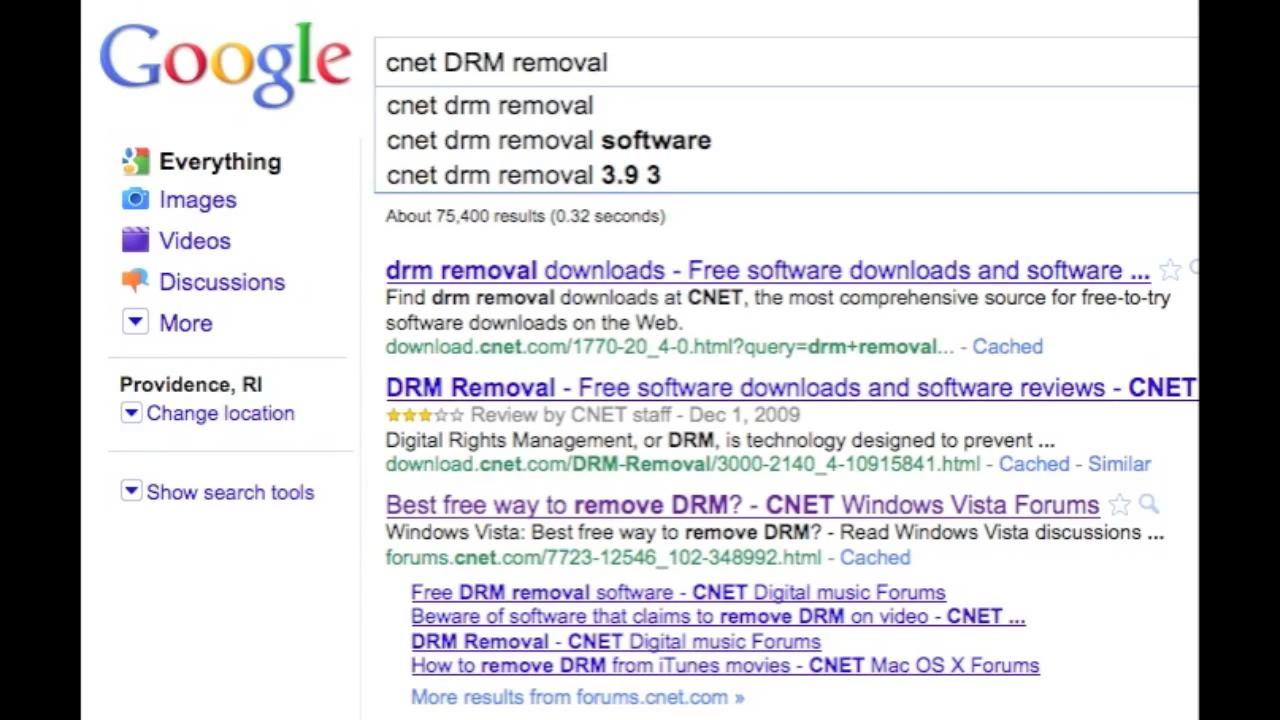 Google
cnet DRM removal
cnet drm removal
cnet drm removal software
cnet drm removal 3.9 3
Everything
Images
Videos
Discussions
More
Providence, RI
Change location
Show search tools
About 75,400 results (0.32 seconds)
drm removal downloads - Free software downloads and software ...
Find drm removal downloads at CNET, the most comprehensive source for free-to-try
software downloads on the Web.
download.cnet.com/1770-20_4-0.html?query=drm+removal... - Cached
DRM Removal - Free software downloads and software reviews - CNET
Review by CNET staff - Dec 1, 2009
Digital Rights Management, or DRM, is technology designed to prevent ...
download.cnet.com/DRM-Removal/3000-2140_4-10915841.html - Cached - Similar
Best free way to remove DRM? - CNET Windows Vista Forums
Windows Vista: Best free way to remove DRM? - Read Windows Vista discussions ...
forums.cnet.com/7723-12546_102-348992.html - Cached
Free DRM removal software - CNET Digital music Forums
Beware of software that claims to remove DRM on video - CNET ...
DRM Removal - CNET Digital music Forums
How to remove DRM from iTunes movies - CNET Mac OS X Forums
More results from forums.cnet.com »